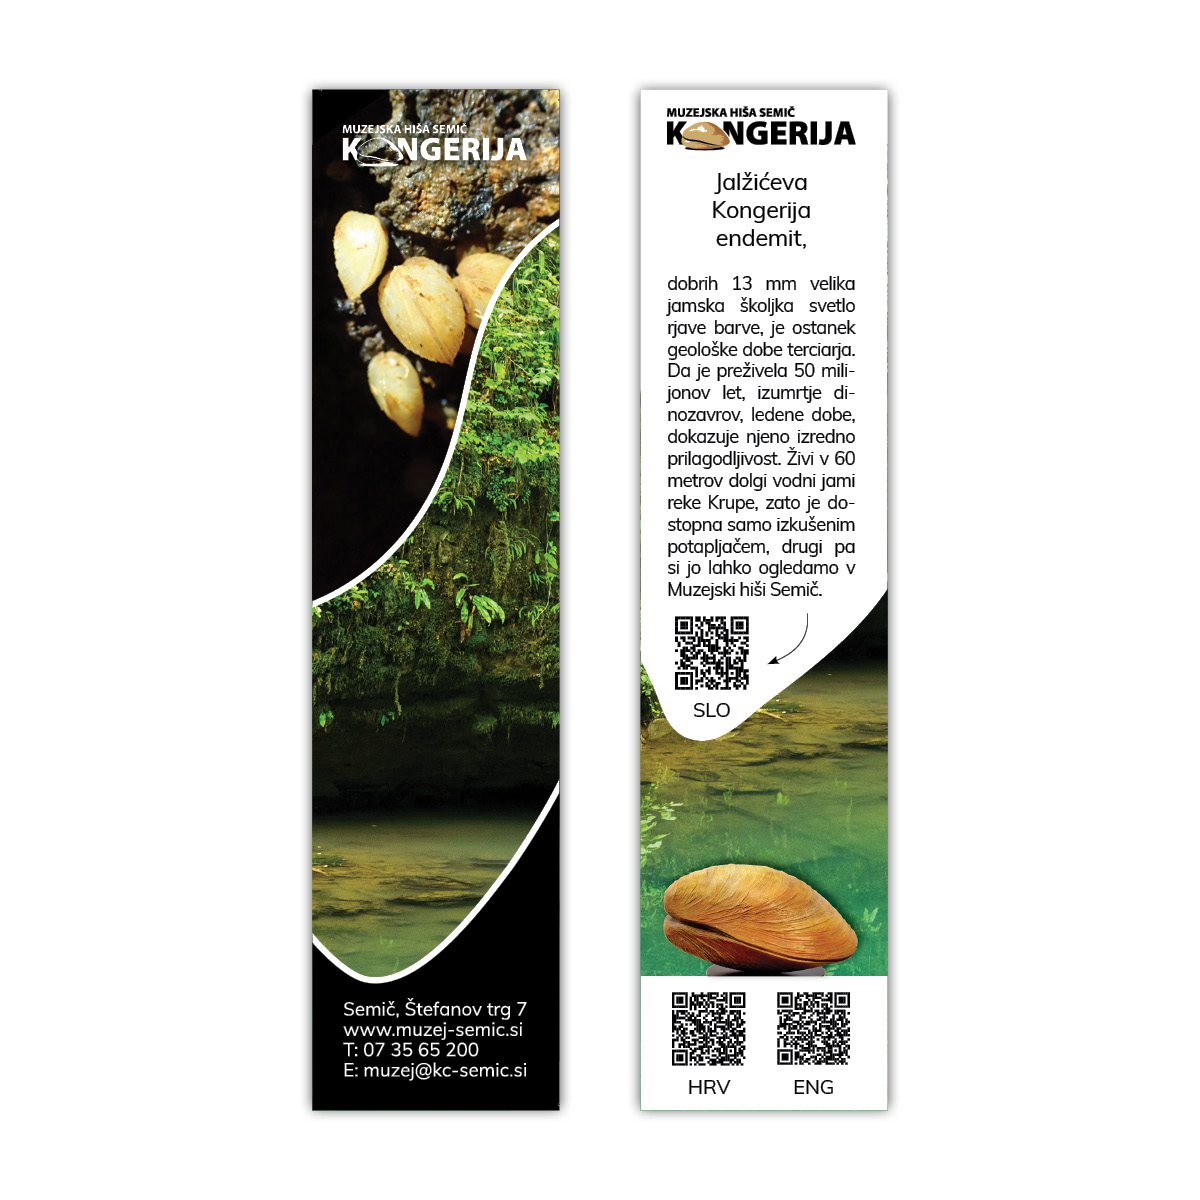 MUZEJSKA HIŠA SEMIČ
KONGERIJA
Semič, Štefanov trg 7
www.muzej-semic.si
T: 07 35 65 200
E: muzej@kc-semic.si
MUZEJSKA HIŠA SEMIČ
KONGERIJA
Jalžićeva
Kongerija
endemit,
dobrih 13 mm velika
jamska školjka svetlo
rjave barve, je ostanek
geološke dobe terciarja.
Da je preživela 50 mili-
jonov let, izumrtje di-
nozavrov, ledene dobe,
dokazuje njeno izredno
prilagodljivost. Živi v 60
metrov dolgi vodni jami
reke Krupe, zato je do-
stopna samo izkušenim
potapljačem, drugi pa
si jo lahko ogledamo v
Muzejski hiši Semič.
SLO
HRV
ENG